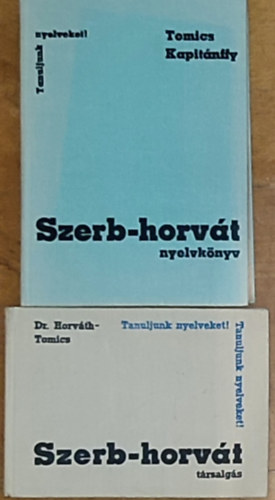 Tanuljunk nyelveket!
Tomics
Kapitánffy
Szerb-horvát
nyelvkönyv
Dr. Horváth-
Tomics
Tanuljunk nyelveket!
Tanuljunk nyelveket!
Szerb-horvát
társalgás